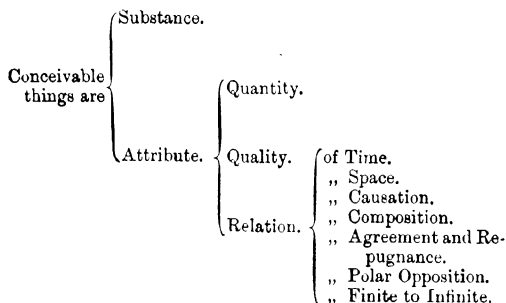 Substance.
Conceivable
things are
Quantity.
Attribute.
Quality.
of Time.
„ Space.
„ Causation.
Relation.
„ Composition.
„ Agreement and Re-
pugnance.
„ Polar Opposition.
„ Finite to Infinite.